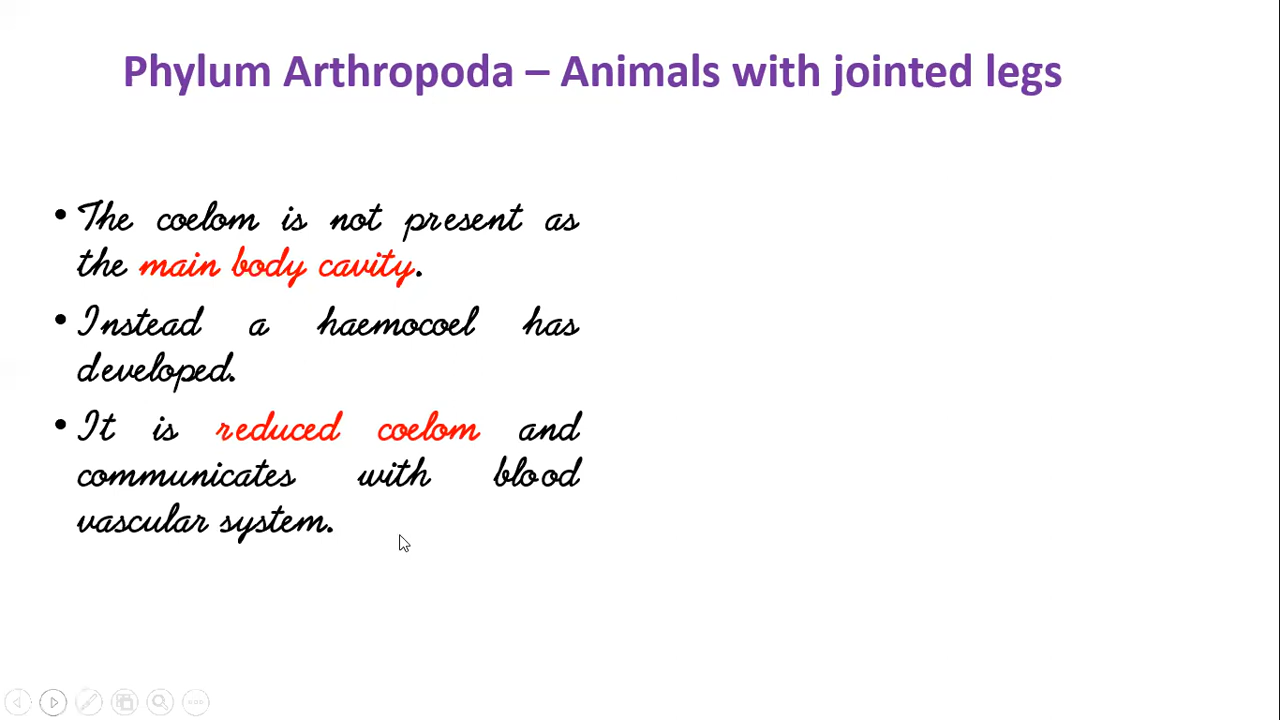 Phylum Arthropoda – Animals with jointed legs
• The coelom is not present as
the main body cavity.
• Instead a haemocoel has
developed.
• It is reduced coelom and
communicates with blood
vascular system.